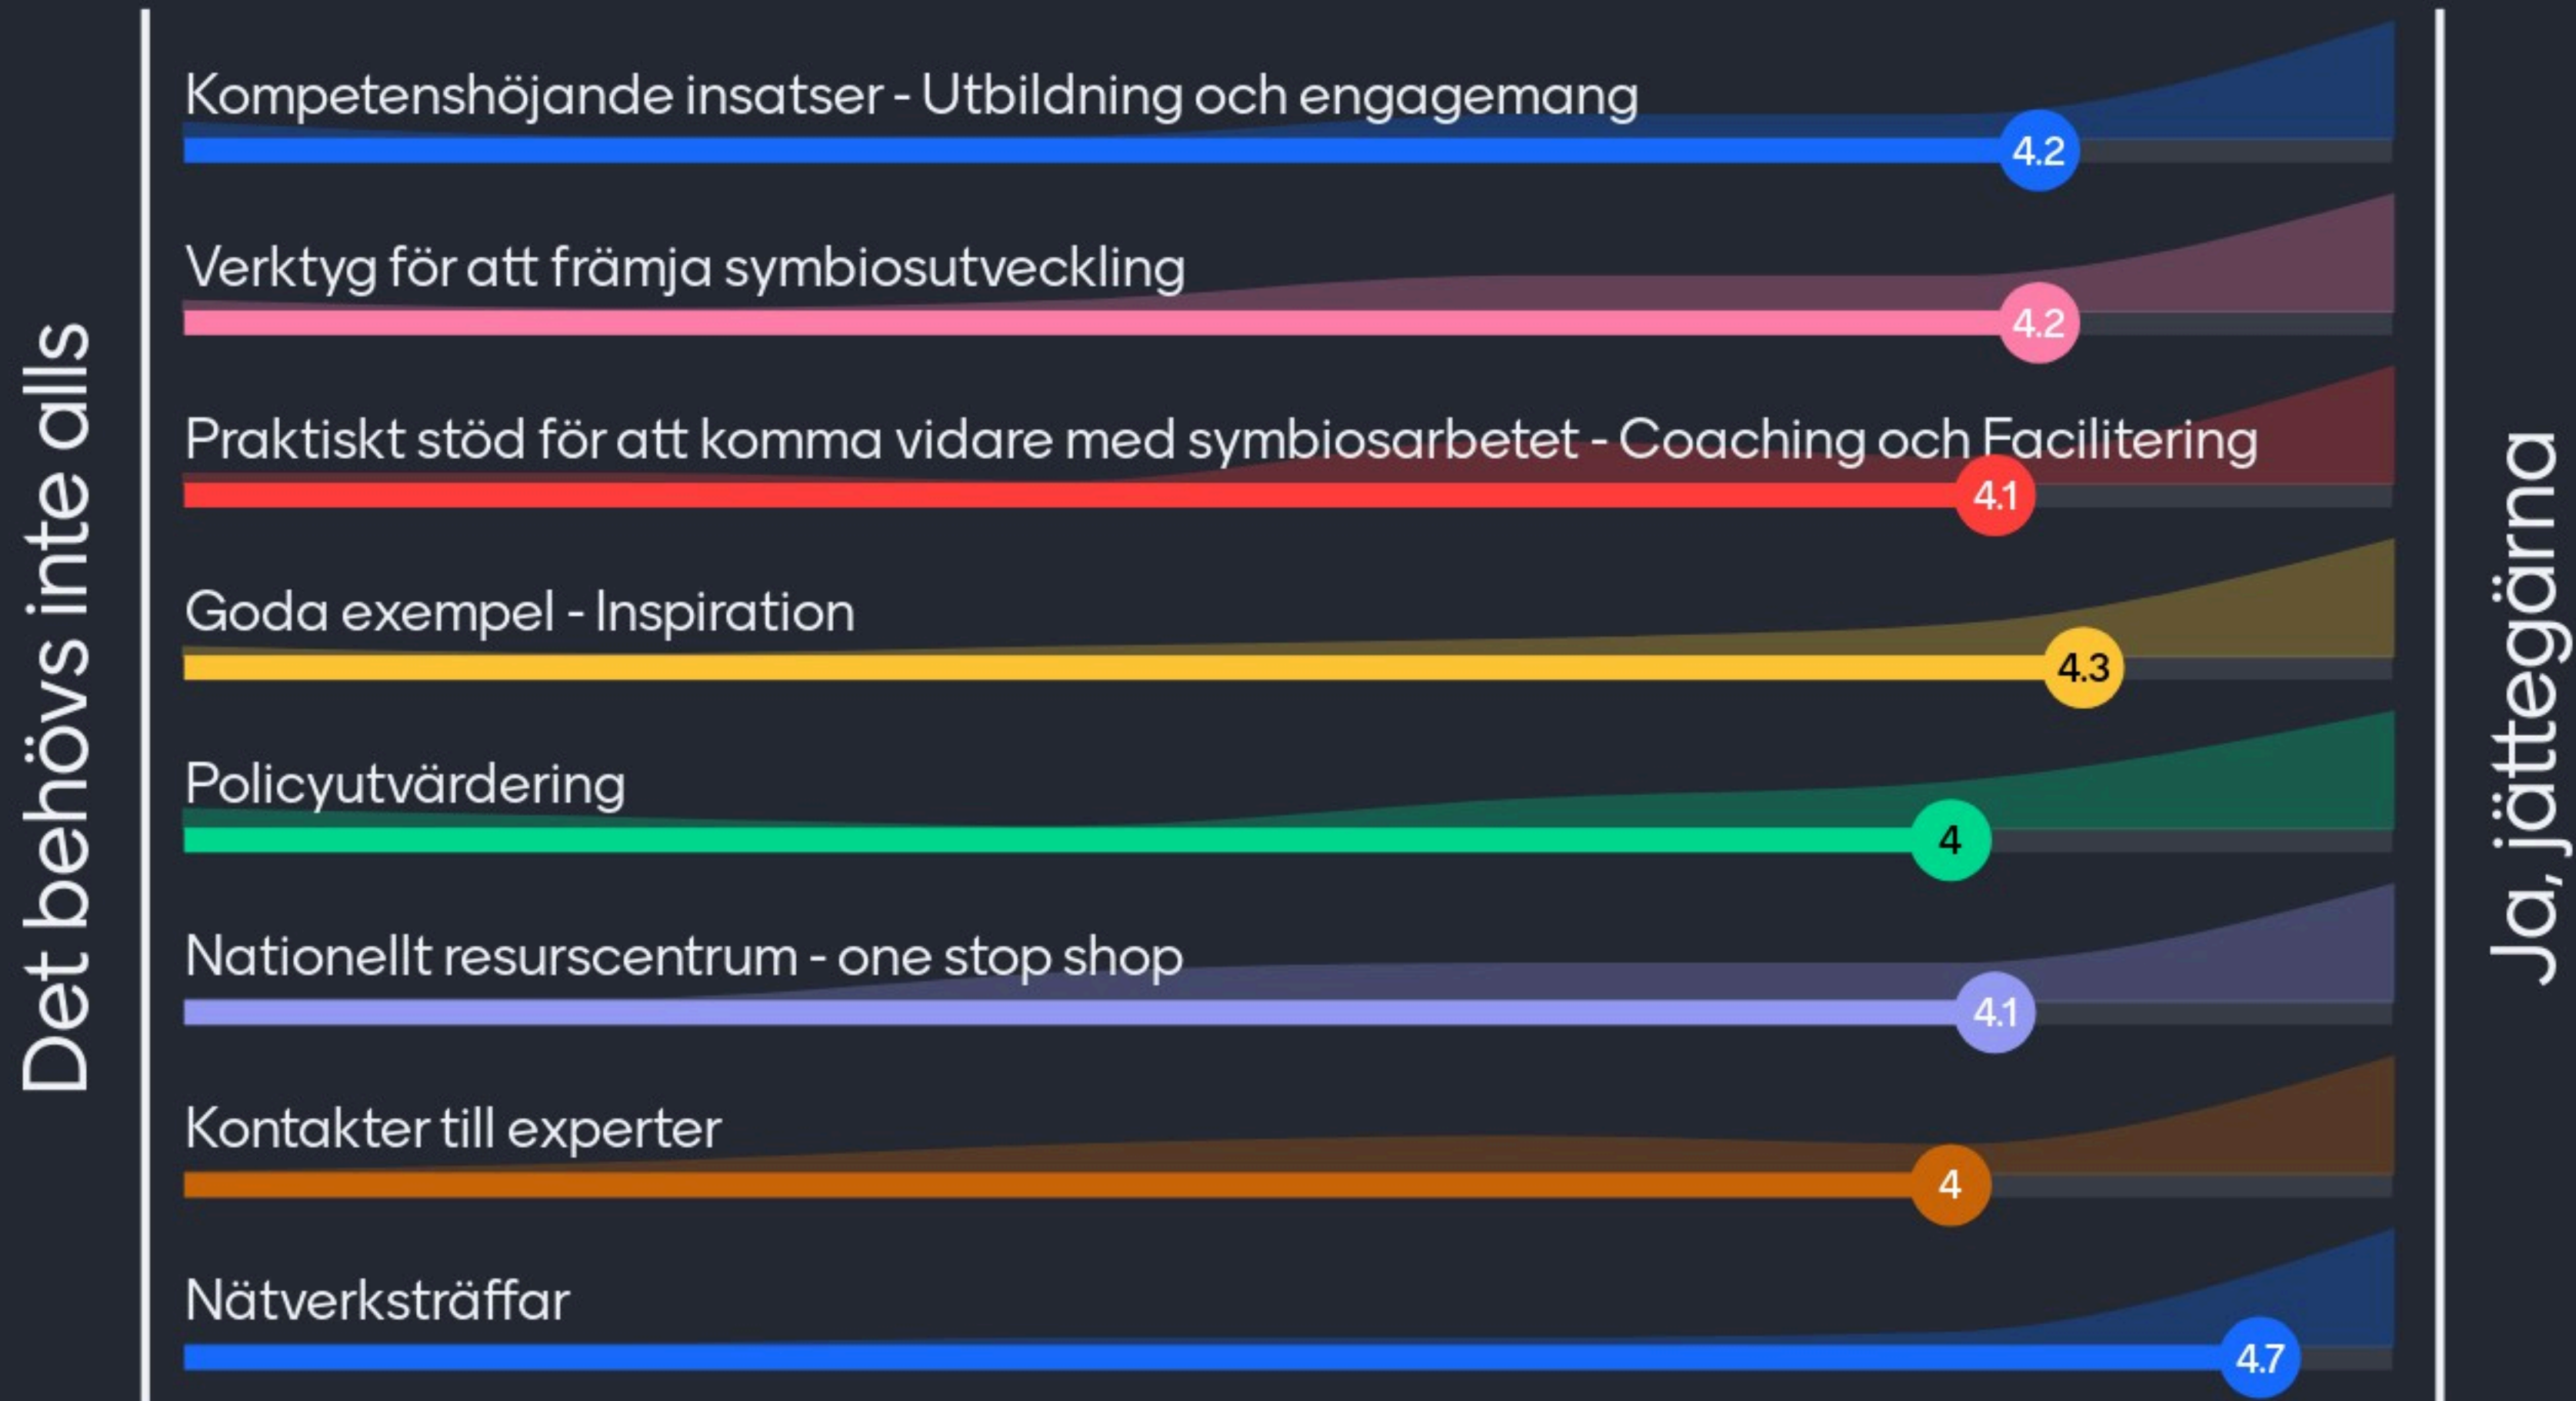 Det behövs inte alls
Kompetenshöjande insatser - Utbildning och engagemang
4.2
Verktyg för att främja symbiosutveckling
4.2
Praktiskt stöd för att komma vidare med symbiosarbetet - Coaching och Facilitering
4.1
Goda exempel - Inspiration
4.3
Policyutvärdering
4
Nationellt resurscentrum - one stop shop
4.1
Kontakter till experter
4
Nätverksträffar
4.7
Ja, jättegärna